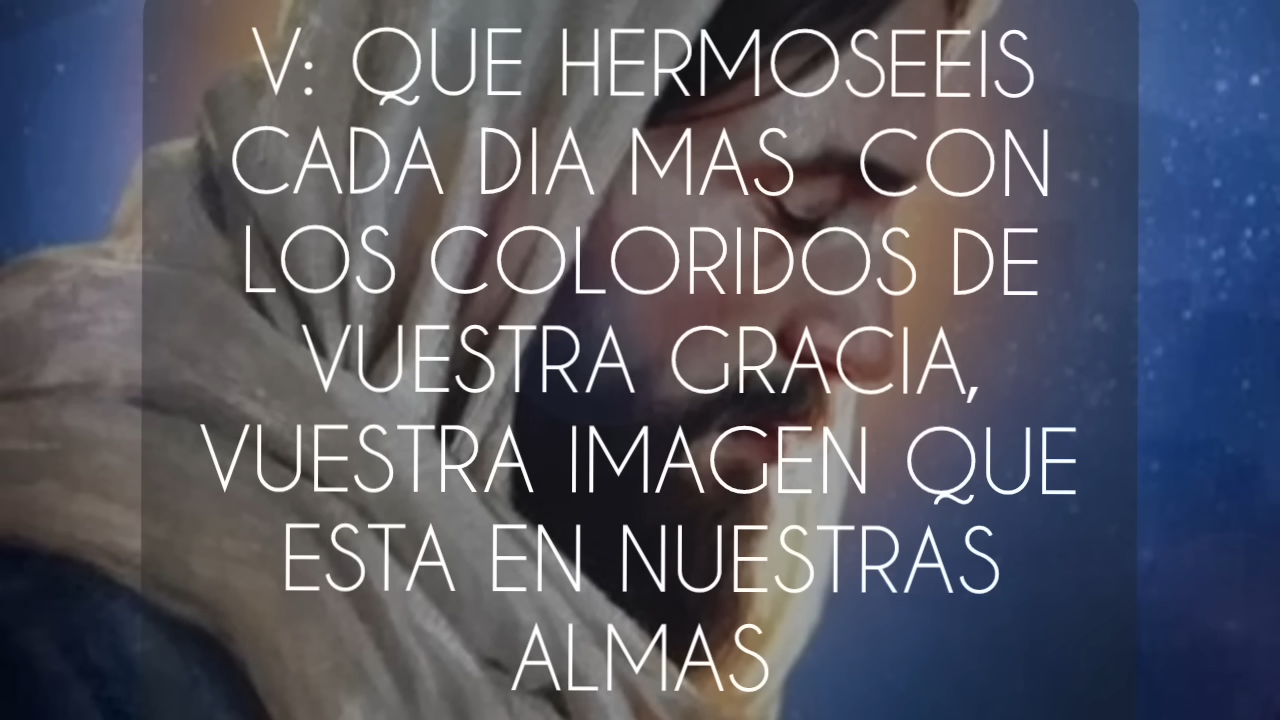 V: QUE HERMOSEEIS
CADA DIA MAS  CON
LOS COLORIDOS DE
VUESTRA GRACIA,
VUESTRA IMAGEN QUE
ESTA EN NUESTRAS
ALMAS